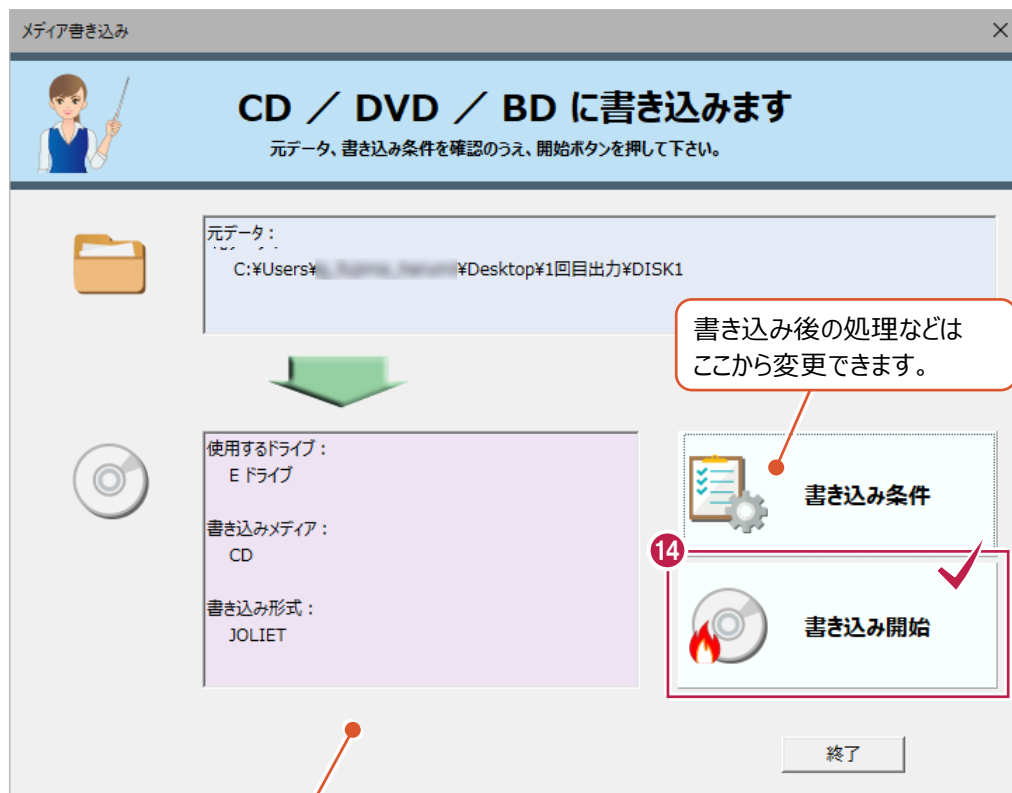 メディア書き込み
CD ／ DVD ／ BD に書き込みます
元データ、書き込み条件を確認のうえ、開始ボタンを押して下さい。
元データ：
C:¥Users¥ ¥Desktop¥1回目出力¥DISK1
書き込み後の処理などは
ここから変更できます。
使用するドライブ：
E ドライブ
書き込みメディア：
CD
書き込み形式：
JOLIET
書き込み条件
14
書き込み開始
終了